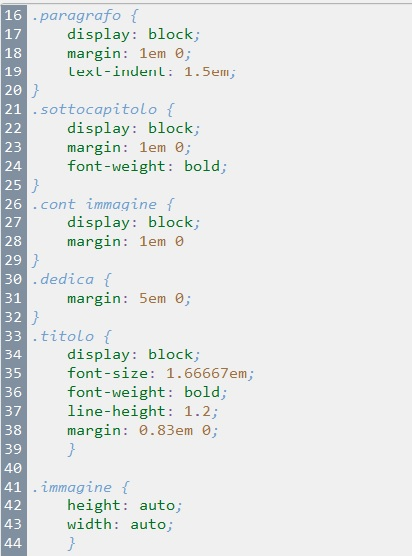 16 .paragrafo {
17     display: block;
18     margin: 1em 0;
19     text-indent: 1.5em;
20 }
21 .sottocapitolo {
22     display: block;
23     margin: 1em 0;
24     font-weight: bold;
25 }
26 .cont immagine {
27     display: block;
28     margin: 1em 0
29 }
30 .dedica {
31     margin: 5em 0;
32 }
33 .titolo {
34     display: block;
35     font-size: 1.66667em;
36     font-weight: bold;
37     line-height: 1.2;
38     margin: 0.83em 0;
39     }
40
41 .immagine {
42     height: auto;
43     width: auto;
44     }